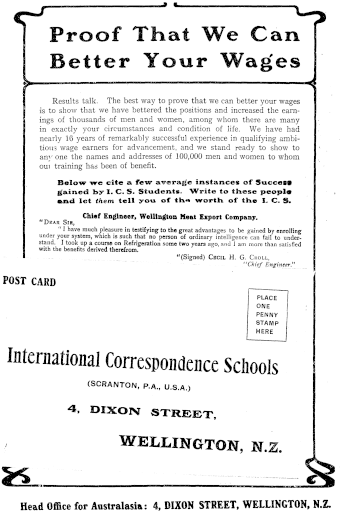 Proof That We Can
Better Your Wages
Results talk. The best way to prove that we can better your wages
is to show that we have bettered the positions and increased the earn-
ings of thousands of men and women, among whom there are many
in exactly your circumstances and condition of life. We have had
nearly 16 years of remarkably successful experience in qualifying ambi-
tious wage earners for advancement, and we stand ready to show to
any one the names and addresses of 100,000 men and women to whom
our training has been of benefit.
Below we cite a few average instances of Success
gained by I. C. S. Students. Write to these people
and let them tell you of the worth of the I. C. S.
Chief Engineer, Wellington Meat Export Company.
"DEAR SIR,
"I have much pleasure in testifying to the great advantages to be gained by enrolling
under your system, which is such that no person of ordinary intelligence can fail to under-
stand. I took up a course on Refrigeration some two years ago, and I am more than satisfied
with the benefits derived therefrom.
"(Signed) CECIL H. G. CROLL,
"Chief Engineer."
POST CARD
PLACE
ONE
PENNY
STAMP
HERE
International Correspondence Schools
(SCRANTON, P.A., U.S.A.)
4, DIXON STREET,
WELLINGTON, N.Z.
Head Office for Australasia: 4, DIXON STREET, WELLINGTON, N.Z.